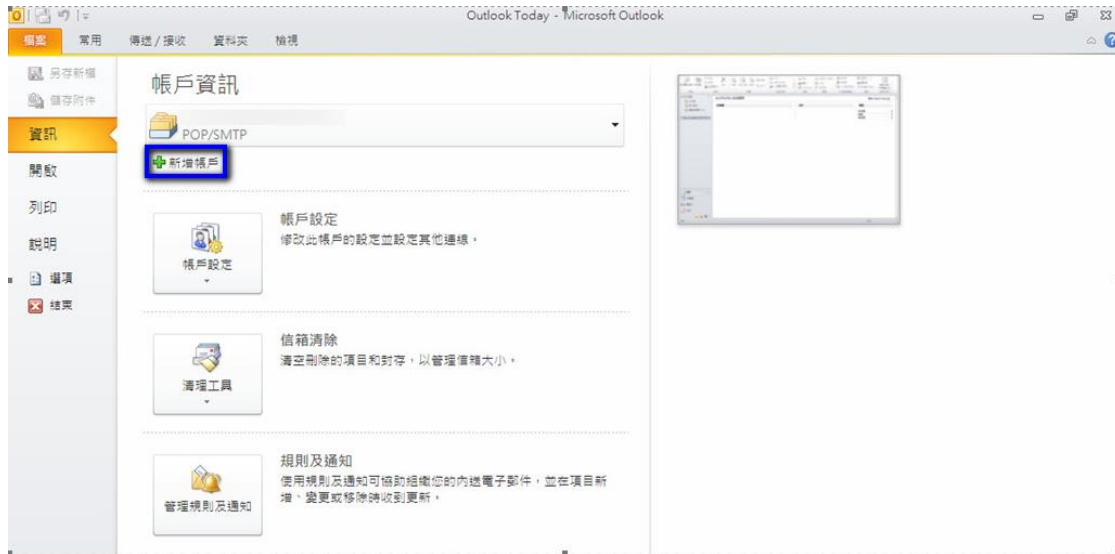 Outlook Today - Microsoft Outlook
檔案 常用 傳送 / 接收 資料夾 檢視
另存新檔
儲存附件
資訊
開啟
列印
說明
選項
結束
帳戶資訊
POP/SMTP
新增帳戶
帳戶設定
帳戶設定
修改此帳戶的設定並設定其他連線。
清理工具
信箱清除
清空刪除的項目和封存，以管理信箱大小。
管理規則及通知
規則及通知
使用規則及通知可協助組織您的內送電子郵件，並在項目新
增、變更或移除時收到更新。